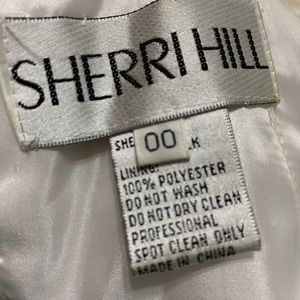 SHERRI HILL
00
LINING:
100% POLYESTER
DO NOT WASH
DO NOT DRY CLEAN
PROFESSIONAL
SPOT CLEAN ONLY
MADE IN CHINA